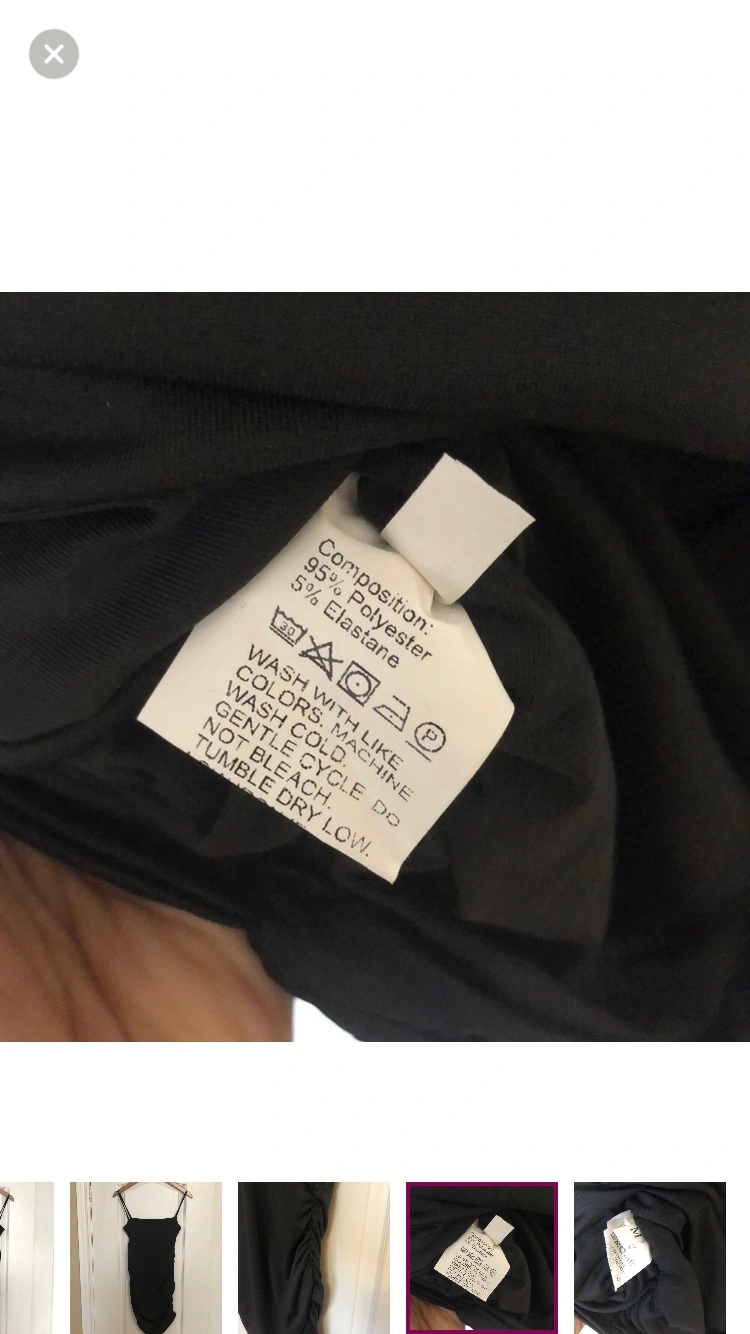 Composition:
95% Polyester
5% Elastane
30
P
WASH WITH LIKE
COLORS. MACHINE
WASH COLD.
GENTLE CYCLE DO
NOT BLEACH.
TUMBLE DRY LOW.